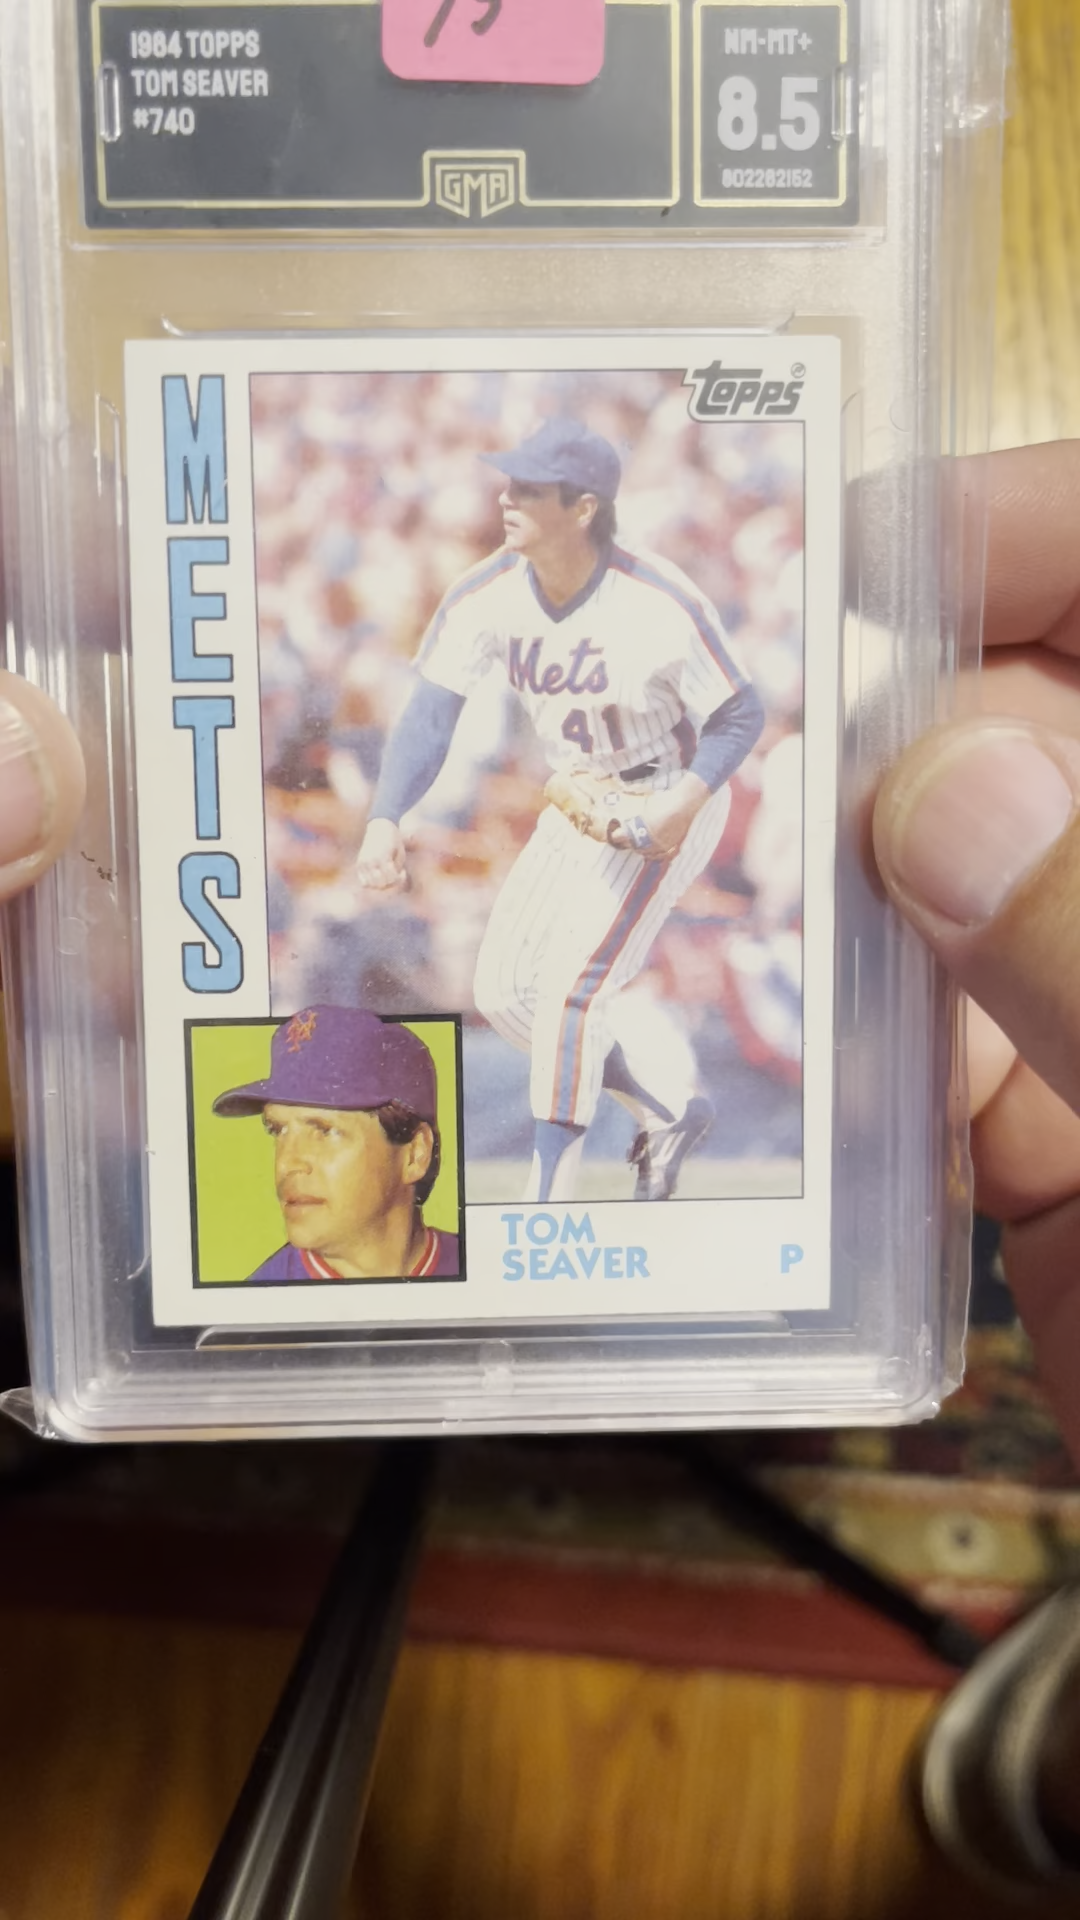 1984 TOPPS
TOM SEAVER
#740
NM-MT+
8.5
802282152
GMA
METS
Topps
Mets
41
TOM
SEAVER
P